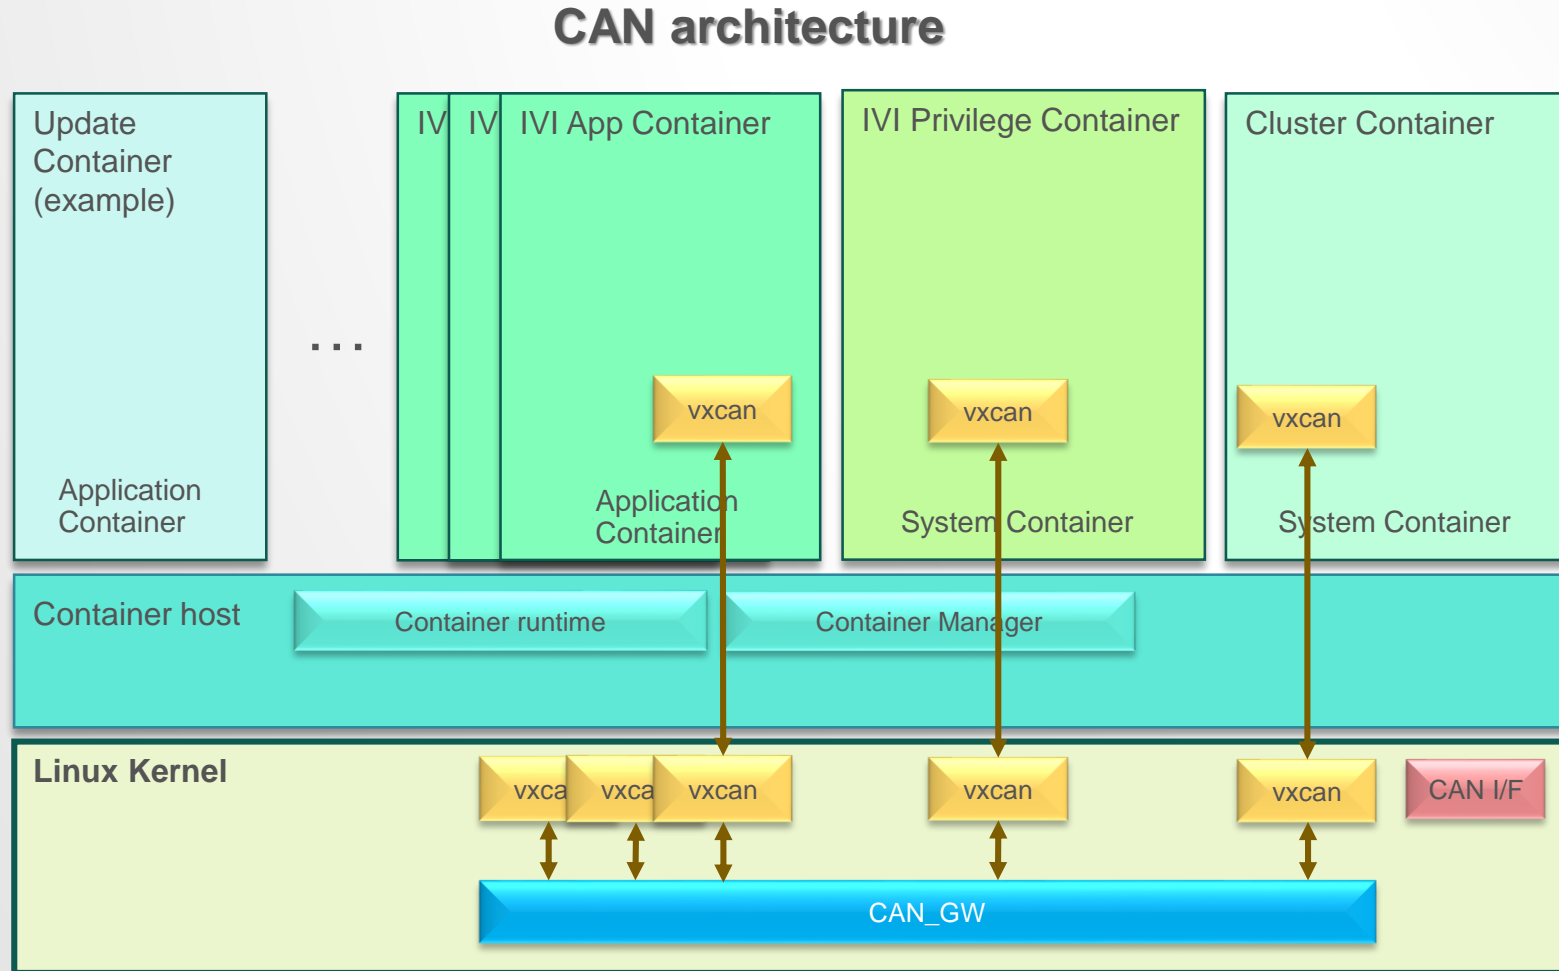 CAN architecture
Update
Container
(example)
Application
Container
...
IV
IV
IVI App Container
vxcan
Application
Container
IVI Privilege Container
vxcan
System Container
Cluster Container
vxcan
System Container
Container host
Container runtime
Container Manager
Linux Kernel
vxca
vxca
vxcan
vxcan
vxcan
CAN I/F
CAN_GW